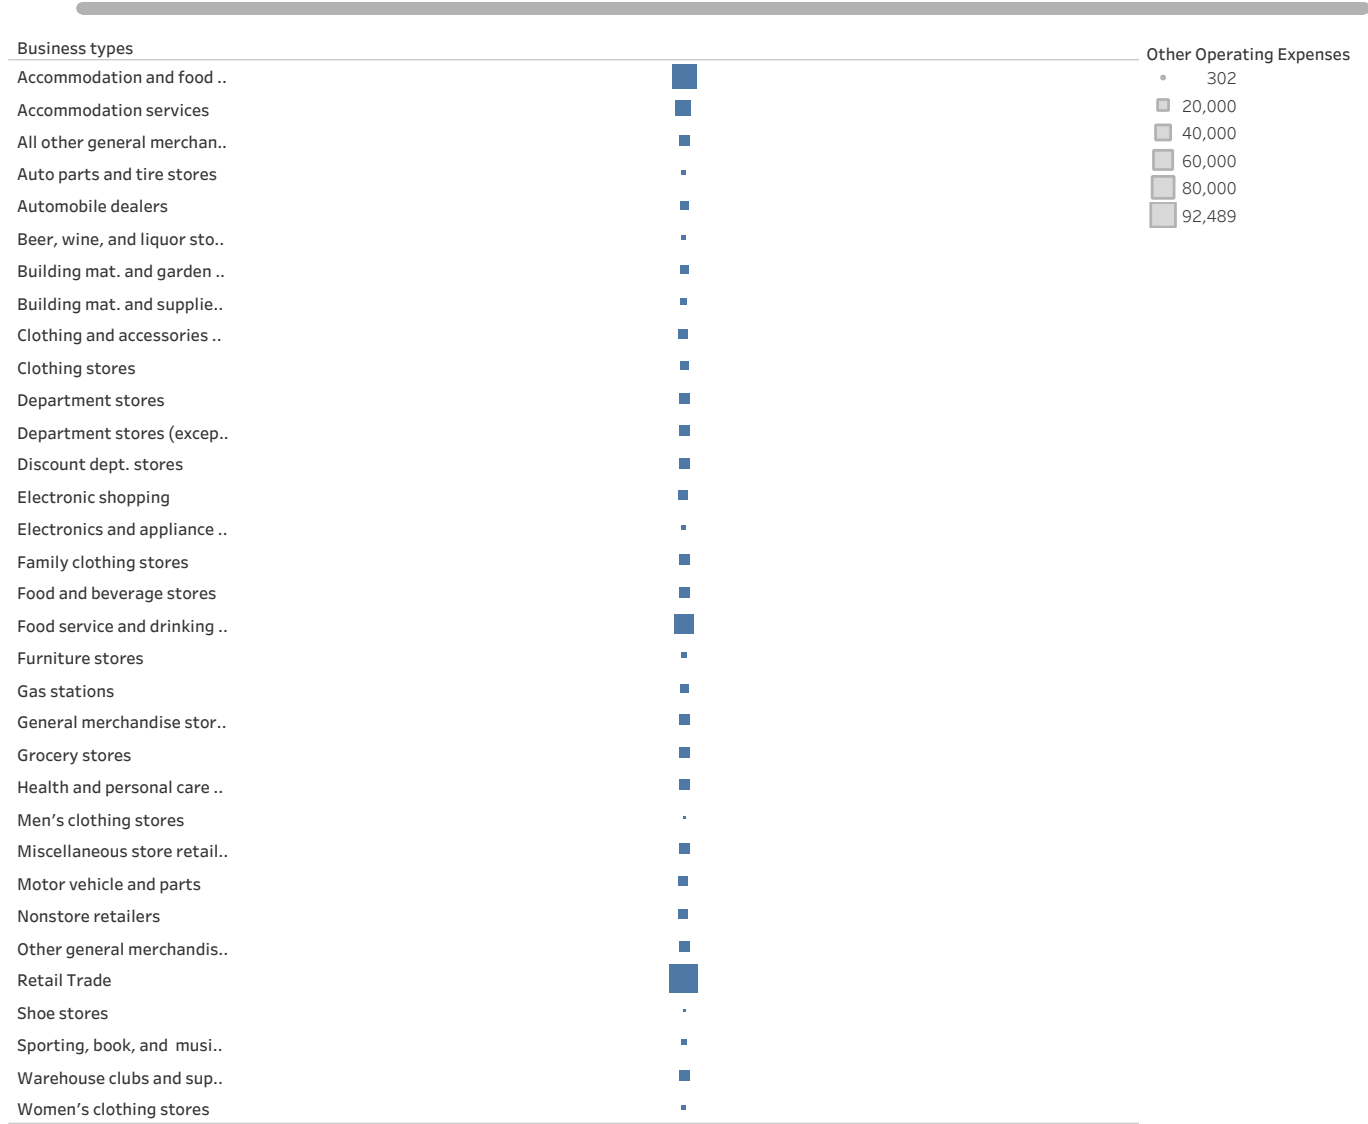 Business types
Accommodation and food ..
Accommodation services
All other general merchan..
Auto parts and tire stores
Automobile dealers
Beer, wine, and liquor sto..
Building mat. and garden ..
Building mat. and supplie..
Clothing and accessories ..
Clothing stores
Department stores
Department stores (excep..
Discount dept. stores
Electronic shopping
Electronics and appliance ..
Family clothing stores
Food and beverage stores
Food service and drinking ..
Furniture stores
Gas stations
General merchandise stor..
Grocery stores
Health and personal care ..
Men's clothing stores
Miscellaneous store retail..
Motor vehicle and parts
Nonstore retailers
Other general merchandis..
Retail Trade
Shoe stores
Sporting, book, and  musi..
Warehouse clubs and sup..
Women's clothing stores
Other Operating Expenses
302
20,000
40,000
60,000
80,000
92,489